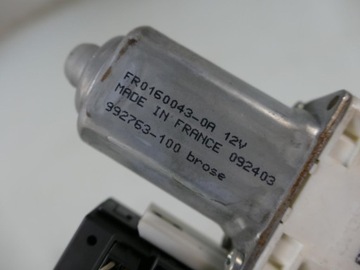 FR0160043-0A 12V
MADE IN FRANCE 092403
992763-100 brose